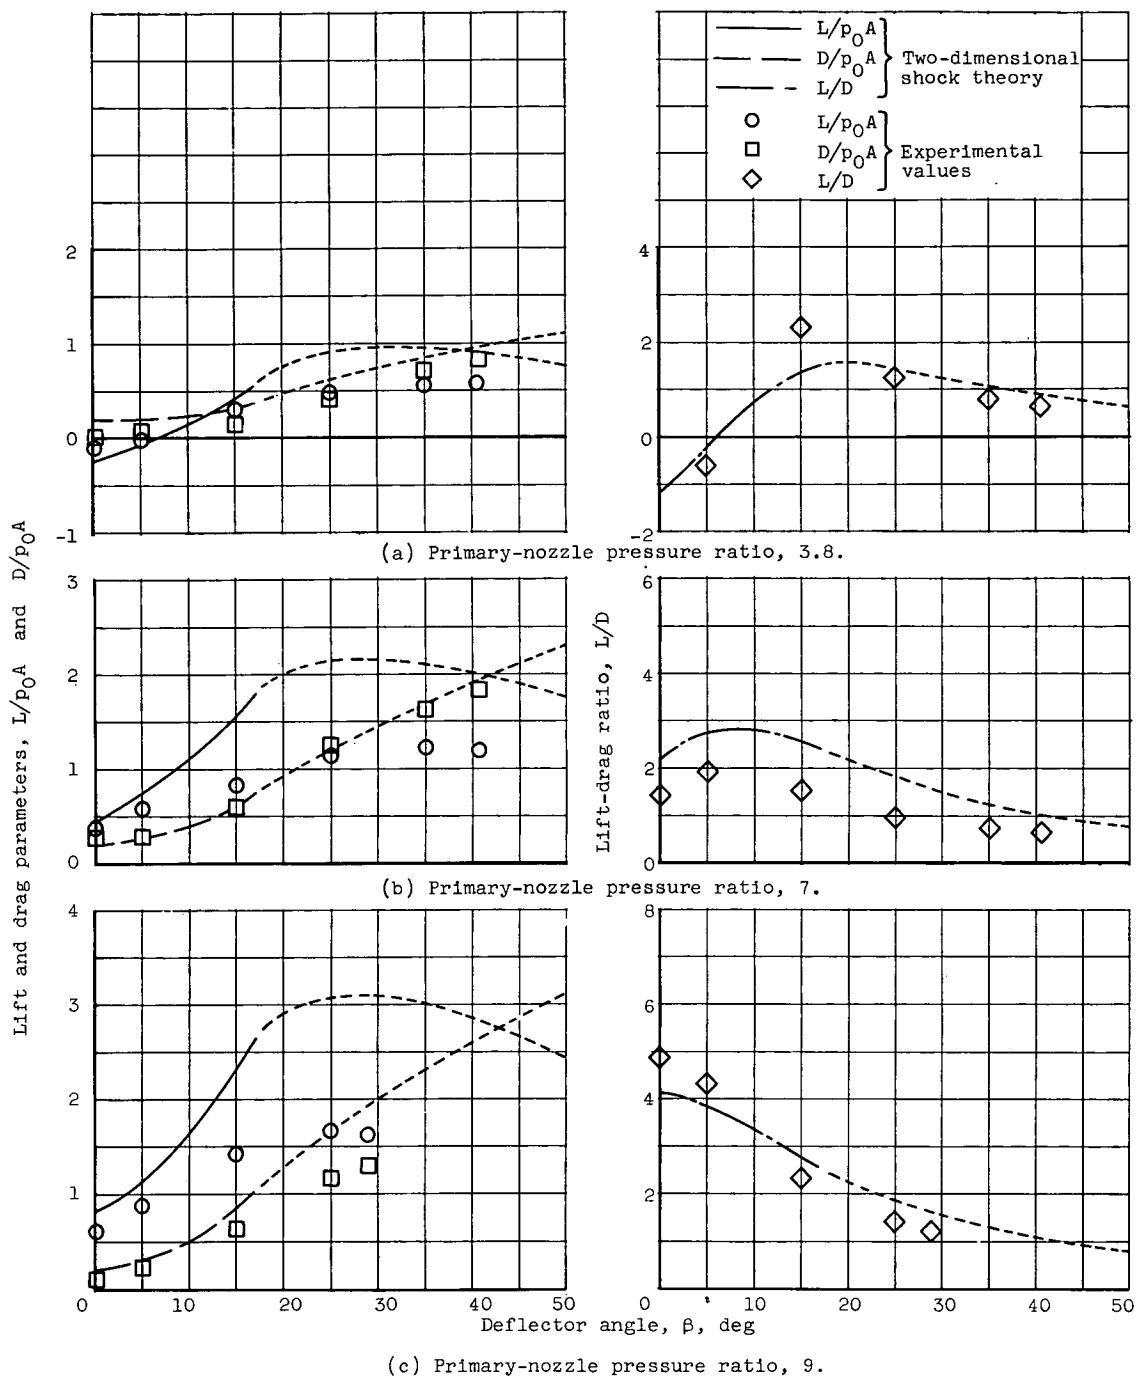 L/p0A
D/p0A
L/D
Two-dimensional
shock theory
L/p0A
D/p0A
L/D
Experimental
values
2
1
0
-1
4
2
0
-2
(a) Primary-nozzle pressure ratio, 3.8.
Lift and drag parameters, L/p0A and D/p0A
3
2
1
0
Lift-drag ratio, L/D
6
4
2
0
(b) Primary-nozzle pressure ratio, 7.
4
3
2
1
0 10 20 30 40 50
8
6
4
2
0 10 20 30 40 50
Deflector angle, β, deg
(c) Primary-nozzle pressure ratio, 9.